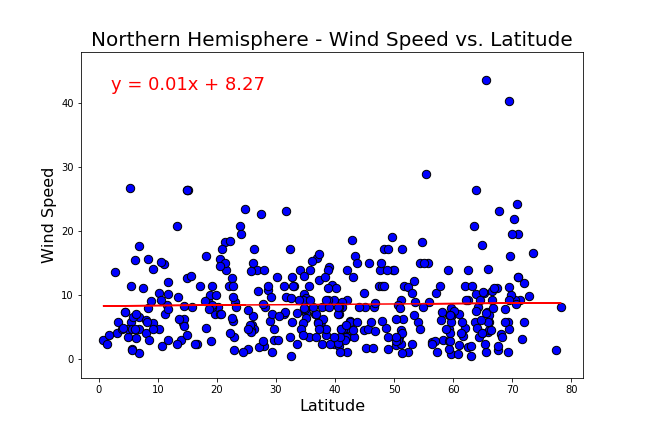 Northern Hemisphere - Wind Speed vs. Latitude
y = 0.01x + 8.27
Wind Speed
40
30
20
10
0
0 10 20 30 40 50 60 70 80
Latitude